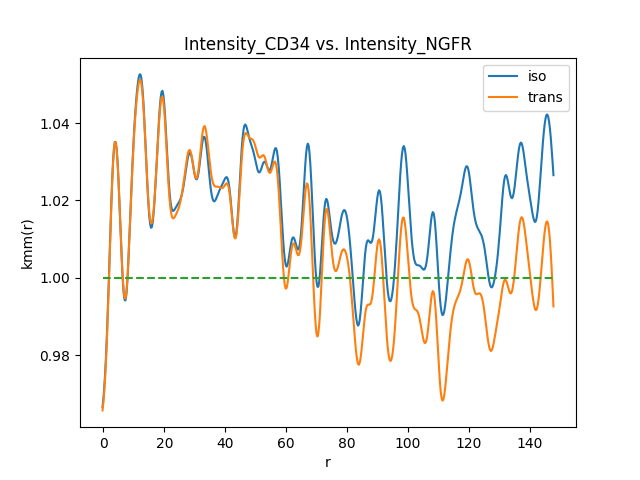 Intensity_CD34 vs. Intensity_NGFR
iso
trans
kmm(r)
1.04
1.02
1.00
0.98
0 20 40 60 80 100 120 140
r